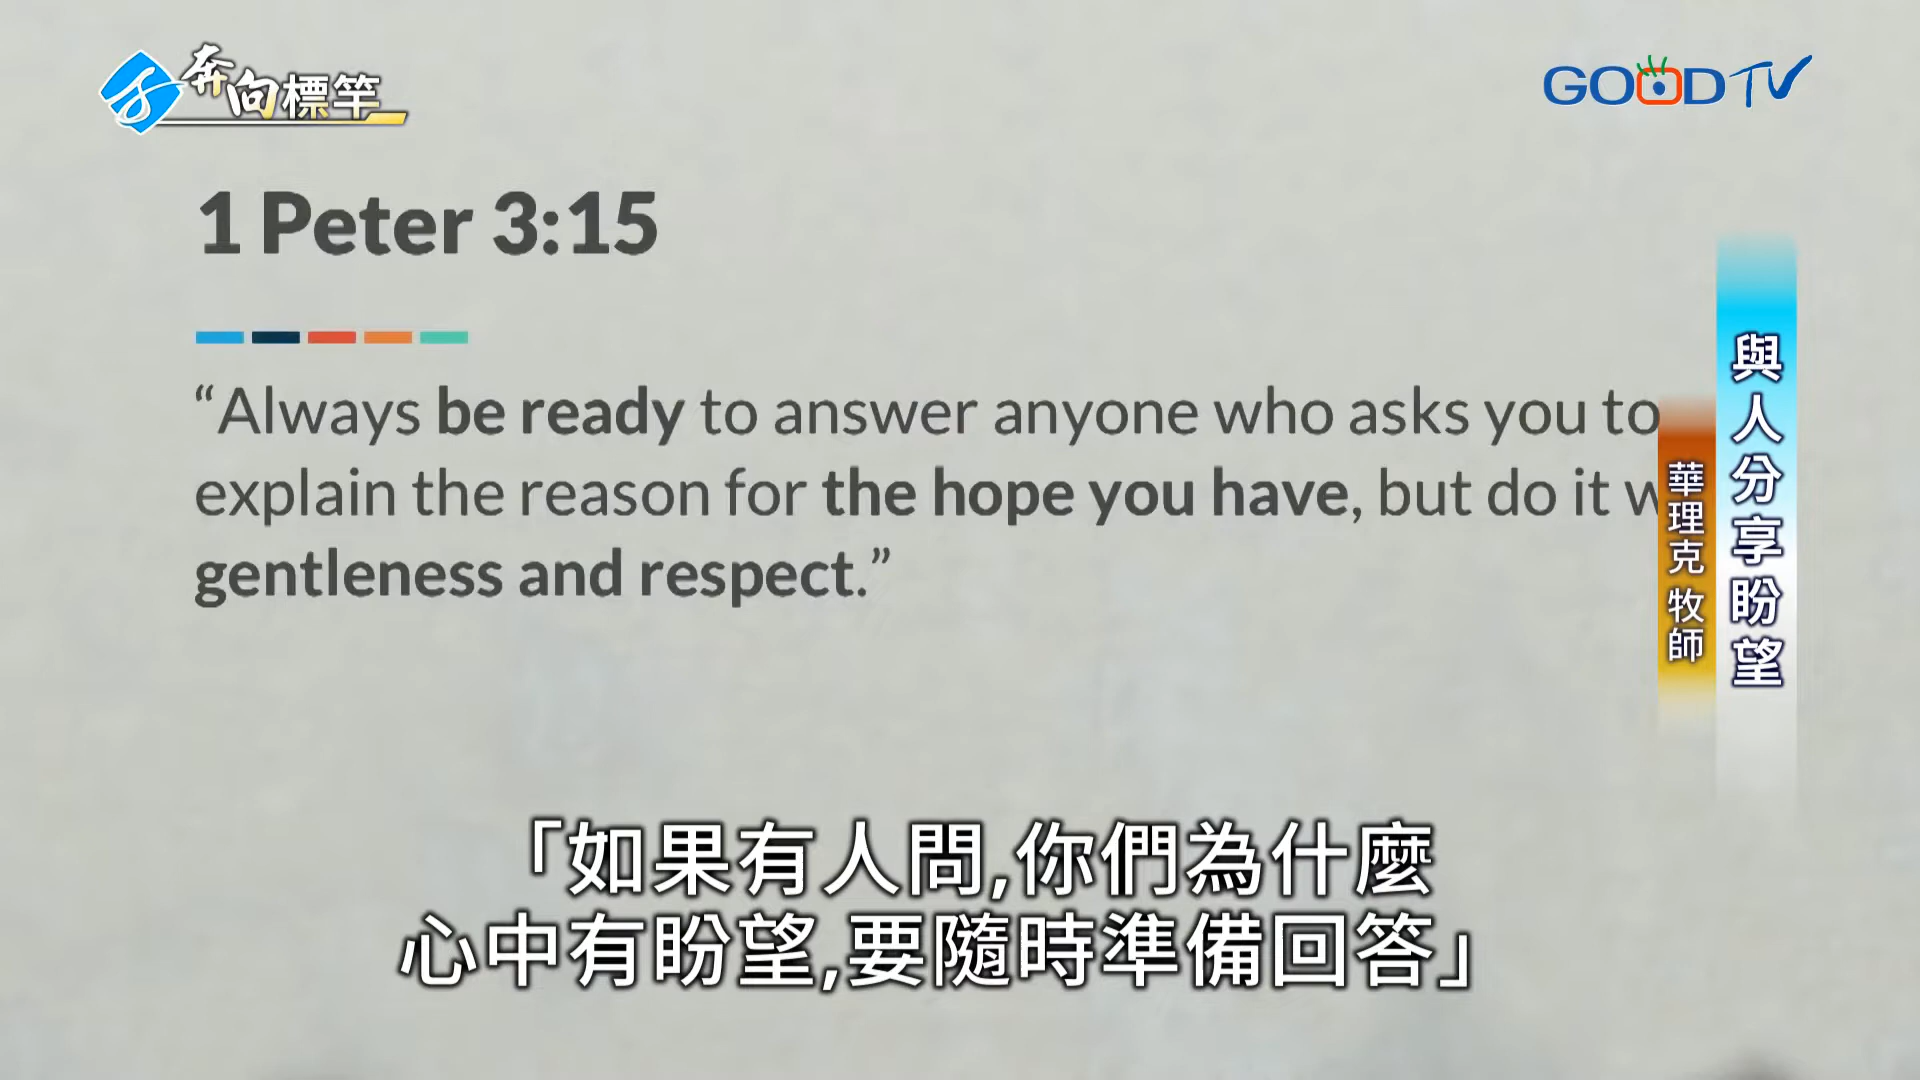 奔向標竿
GOOD TV
1 Peter 3:15
“Always be ready to answer anyone who asks you to
explain the reason for the hope you have, but do it
gentleness and respect.”
與人分享盼望
華理克 牧師
「如果有人問,你們為什麼
心中有盼望,要隨時準備回答」